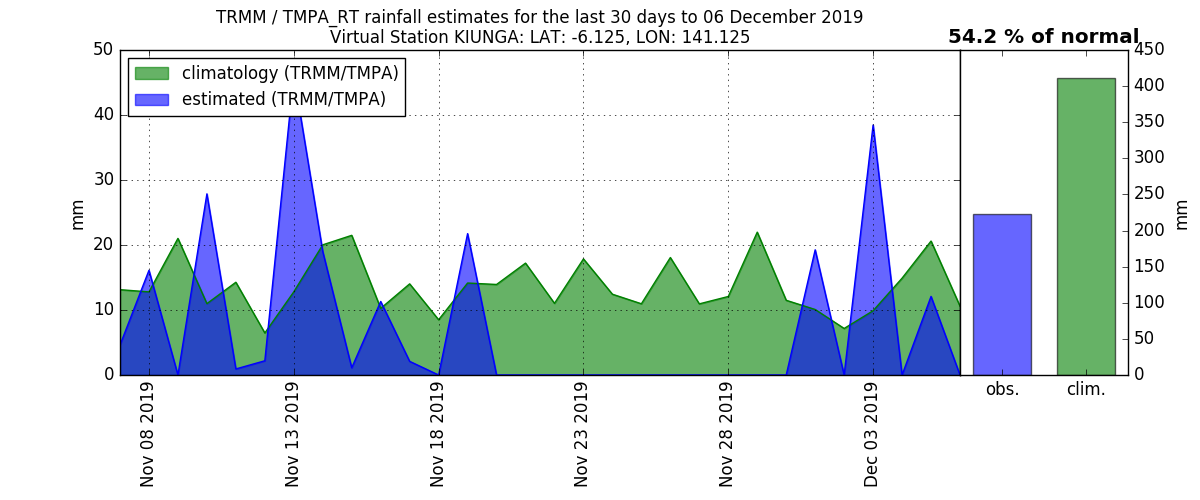 TRMM / TMPA_RT rainfall estimates for the last 30 days to 06 December 2019
Virtual Station KIUNGA: LAT: -6.125, LON: 141.125
54.2 % of normal
climatology (TRMM/TMPA)
estimated (TRMM/TMPA)
50
40
30
20
10
0
mm
Nov 08 2019
Nov 13 2019
Nov 18 2019
Nov 23 2019
Nov 28 2019
Dec 03 2019
450
400
350
300
250
200
150
100
50
0
mm
obs.
clim.